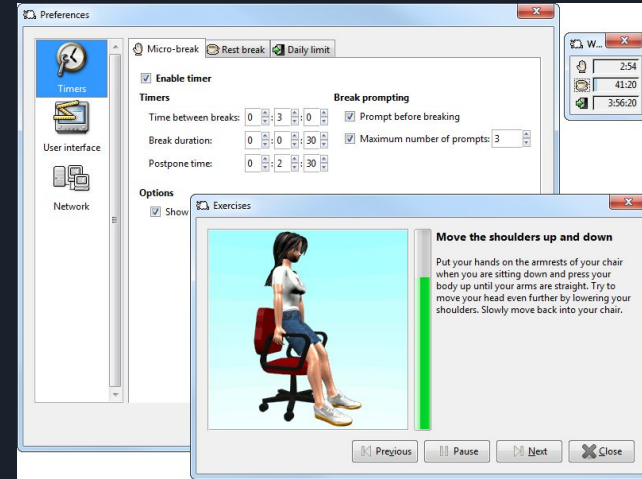 Preferences
Timers
User interface
Network
Micro-break Rest break Daily limit
Enable timer
Timers
Time between breaks: 0 : 3 : 0
Break duration: 0 : 0 : 30
Postpone time: 0 : 2 : 30
Break prompting
Prompt before breaking
Maximum number of prompts: 3
Options
Show
W...
2:54
41:20
3:56:20
Exercises
Move the shoulders up and down
Put your hands on the armrests of your chair
when you are sitting down and press your
body up until your arms are straight. Try to
move your head even further by lowering your
shoulders. Slowly move back into your chair.
Previous Pause Next Close